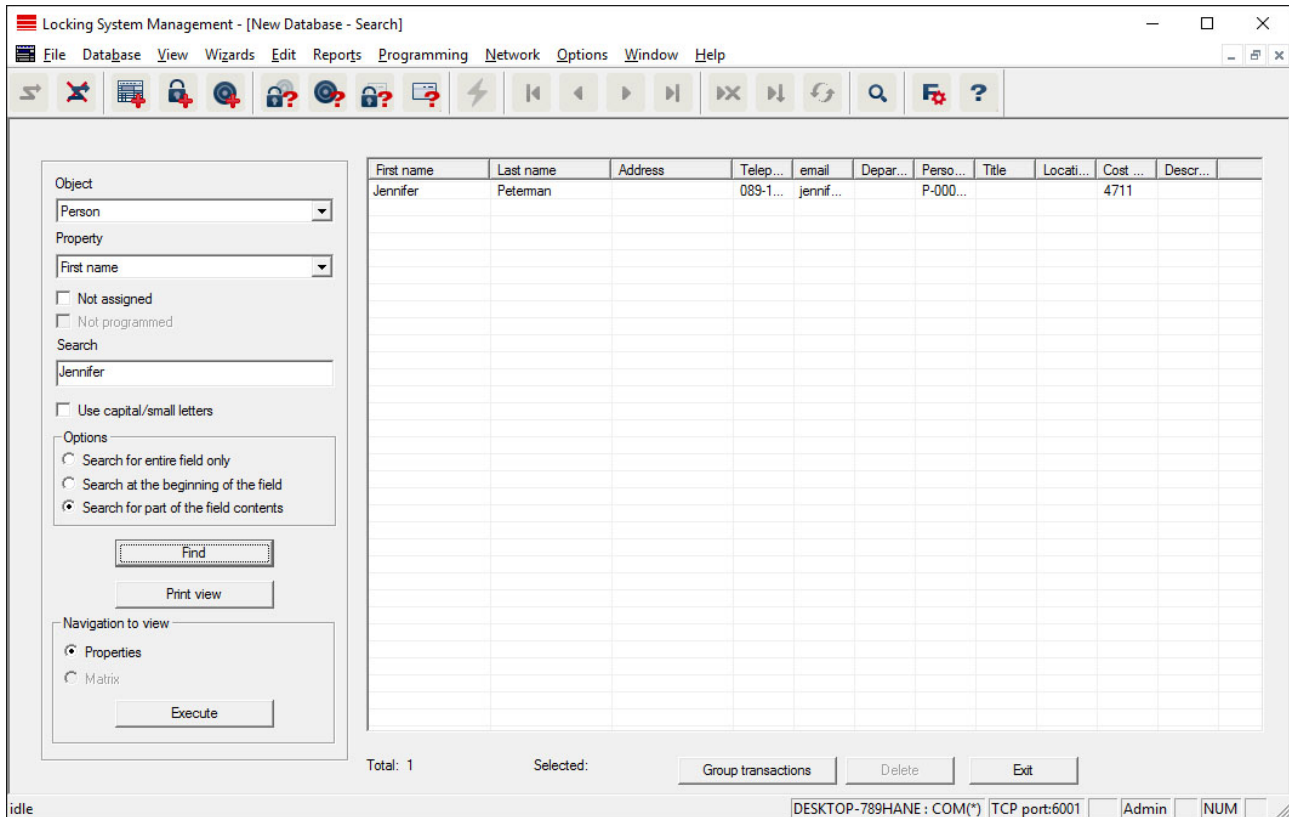 Locking System Management - [New Database - Search]
File Database View Wizards Edit Reports Programming Network Options Window Help
Object
Person
Property
First name
Not assigned
Not programmed
Search
Jennifer
Use capital/small letters
Options
Search for entire field only
Search at the beginning of the field
Search for part of the field contents
Find
Print view
Navigation to view
Properties
Matrix
Execute
First name Last name Address Telep... email Depar... Perso... Title Locati... Cost ... Descr...
Jennifer Peterman 089-1... jennif... P-000... 4711
Total: 1 Selected: Group transactions Delete Exit
idle DESKTOP-789HANE : COM(*) TCP port:6001 Admin NUM